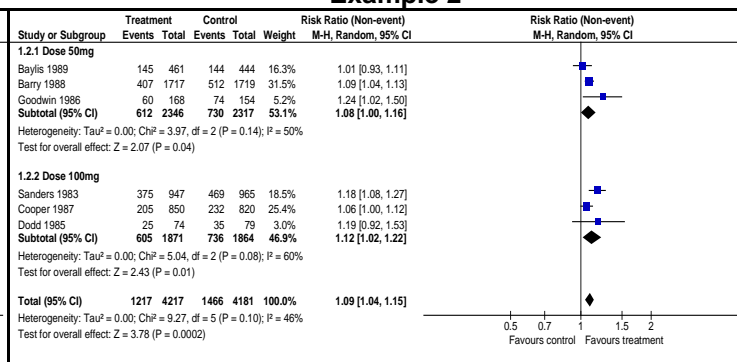 Treatment Control Risk Ratio (Non-event) Risk Ratio (Non-event)
Study or Subgroup Events Total Events Total Weight M-H, Random, 95% CI M-H, Random, 95% CI
1.2.1 Dose 50mg
Baylis 1989 145 461 144 444 16.3% 1.01 [0.93, 1.11]
Barry 1988 407 1717 512 1719 31.5% 1.09 [1.04, 1.13]
Goodwin 1986 60 168 74 154 5.2% 1.24 [1.02, 1.50]
Subtotal (95% CI) 612 2346 730 2317 53.1% 1.08 [1.00, 1.16]
Heterogeneity: Tau² = 0.00; Chi² = 3.97, df = 2 (P = 0.14); I² = 50%
Test for overall effect: Z = 2.07 (P = 0.04)
1.2.2 Dose 100mg
Sanders 1983 375 947 469 965 18.5% 1.18 [1.08, 1.27]
Cooper 1987 205 850 232 820 25.4% 1.06 [1.00, 1.12]
Dodd 1985 25 74 35 79 3.0% 1.19 [0.92, 1.53]
Subtotal (95% CI) 605 1871 736 1864 46.9% 1.12 [1.02, 1.22]
Heterogeneity: Tau² = 0.00; Chi² = 5.04, df = 2 (P = 0.08); I² = 60%
Test for overall effect: Z = 2.43 (P = 0.01)
Total (95% CI) 1217 4217 1466 4181 100.0% 1.09 [1.04, 1.15]
Heterogeneity: Tau² = 0.00; Chi² = 9.27, df = 5 (P = 0.10); I² = 46%
Test for overall effect: Z = 3.78 (P = 0.0002)
0.5 0.7 1 1.5 2
Favours control Favours treatment